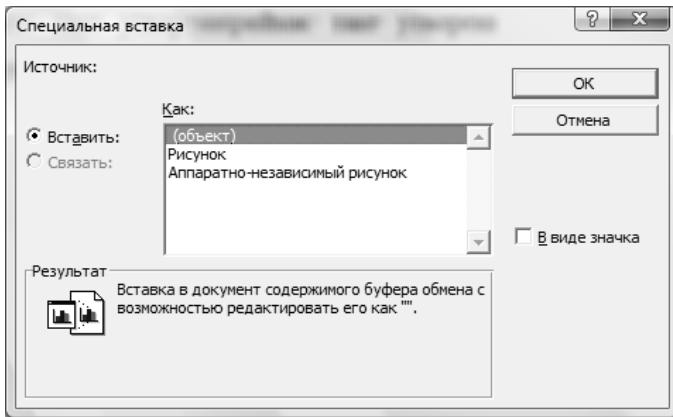 Специальная вставка
Источник:
Как:
Вставить:
Связать:
(объект)
Рисунок
Аппаратно-независимый рисунок
ОК
Отмена
В виде значка
Результат
Вставка в документ содержимого буфера обмена с
возможностью редактировать его как "".